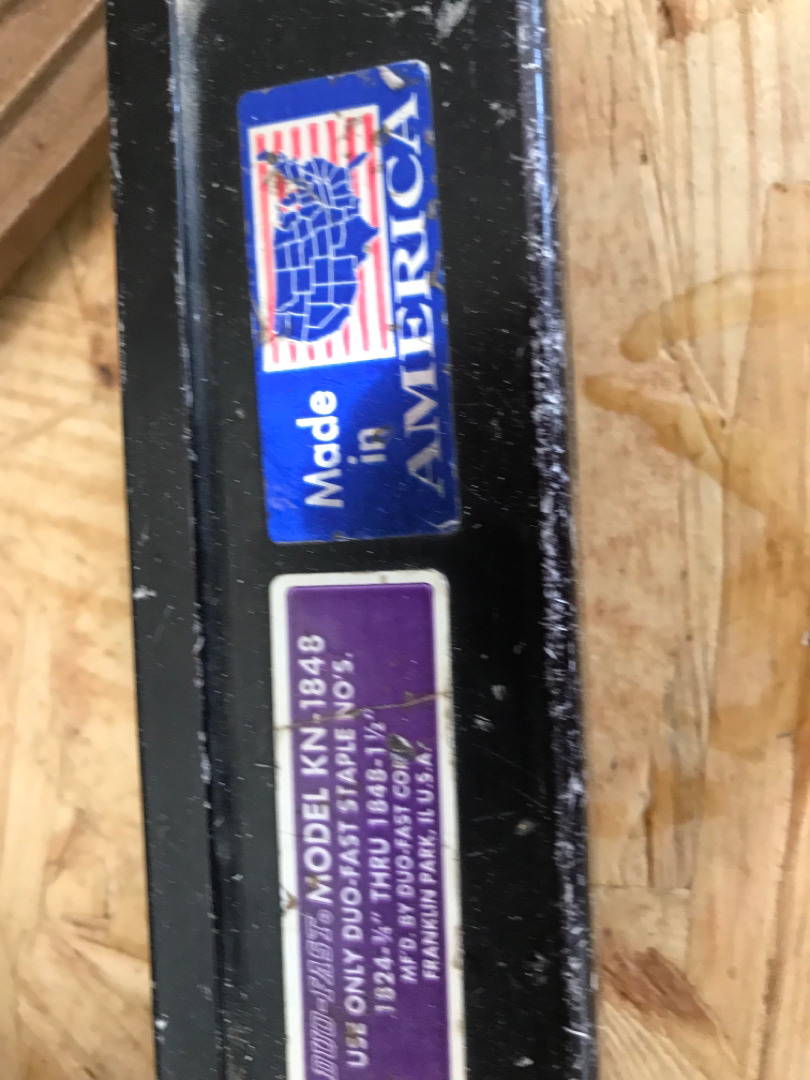 Made
in
AMERICA
DUO-FAST® MODEL KN-1848
USE ONLY DUO-FAST STAPLE NO'S.
1824-¾" THRU 1848-1½"
MF'D. BY DUO-FAST
FRANKLIN PARK, IL U.S.A.